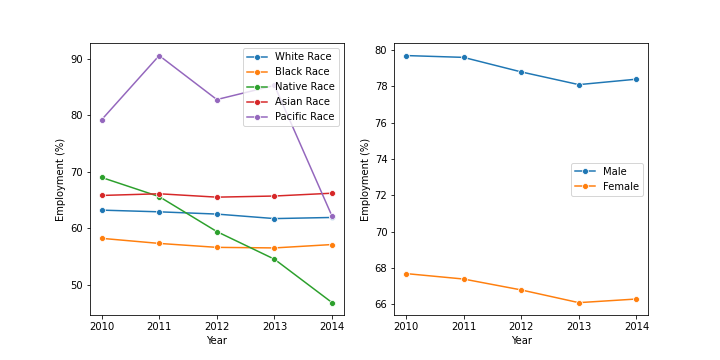 90
80
70
60
50
Employment (%)
2010 2011 2012 2013 2014
Year
White Race
Black Race
Native Race
Asian Race
Pacific Race
80
78
76
74
72
70
68
66
Employment (%)
2010 2011 2012 2013 2014
Year
Male
Female